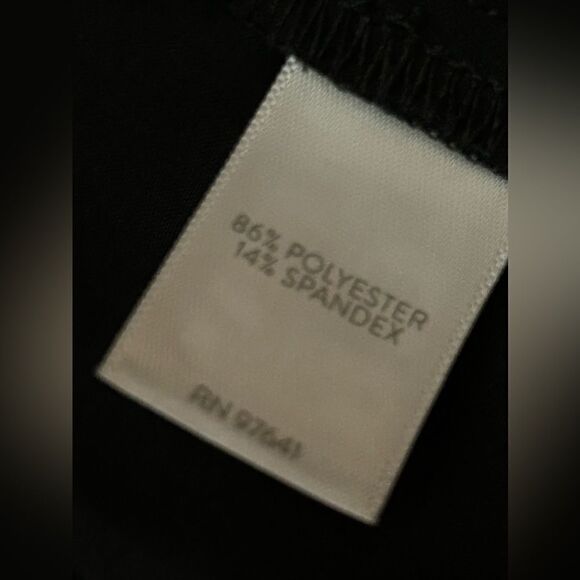 86% POLYESTER
14% SPANDEX
RN 97641